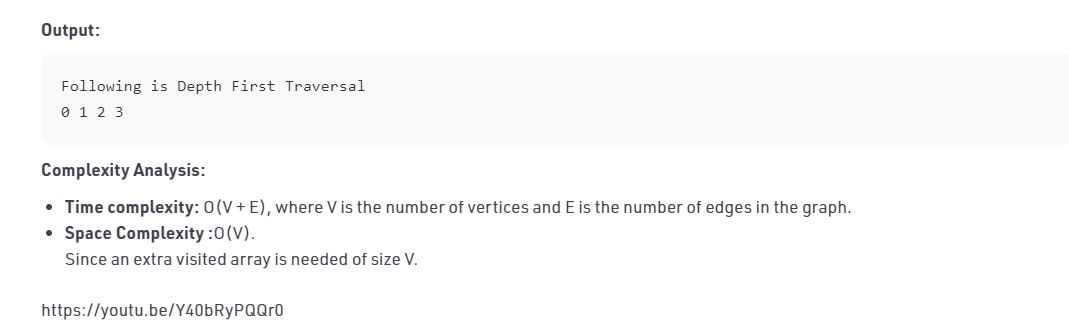 Output:
Following is Depth First Traversal
0 1 2 3
Complexity Analysis:
• Time complexity: O(V + E), where V is the number of vertices and E is the number of edges in the graph.
• Space Complexity :O(V).
Since an extra visited array is needed of size V.
https://youtu.be/Y40bRyPQQr0